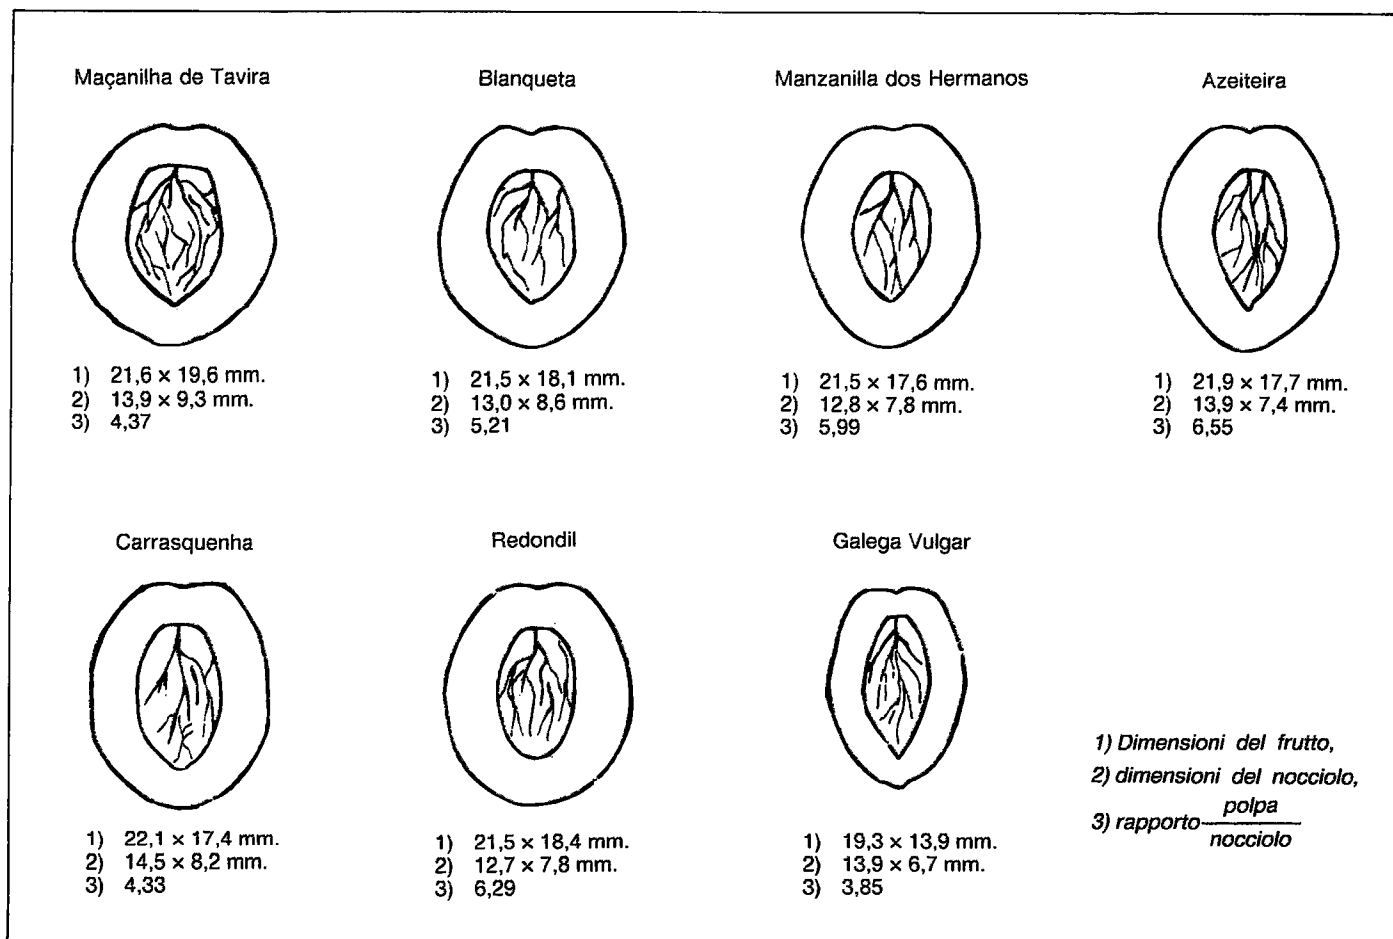 Maçanilha de Tavira
1) 21,6 × 19,6 mm.
2) 13,9 × 9,3 mm.
3) 4,37
Blanqueta
1) 21,5 × 18,1 mm.
2) 13,0 × 8,6 mm.
3) 5,21
Manzanilla dos Hermanos
1) 21,5 × 17,6 mm.
2) 12,8 × 7,8 mm.
3) 5,99
Azeiteira
1) 21,9 × 17,7 mm.
2) 13,9 × 7,4 mm.
3) 6,55
Carrasquenha
1) 22,1 × 17,4 mm.
2) 14,5 × 8,2 mm.
3) 4,33
Redondil
1) 21,5 × 18,4 mm.
2) 12,7 × 7,8 mm.
3) 6,29
Galega Vulgar
1) 19,3 × 13,9 mm.
2) 13,9 × 6,7 mm.
3) 3,85
1) Dimensioni del frutto,
2) dimensioni del nocciolo,
3) rapporto polpa
nocciolo